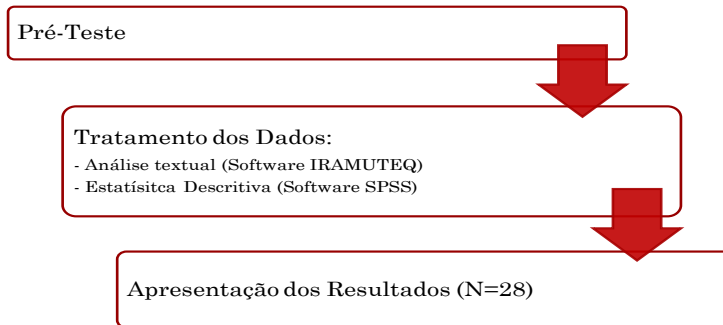 Pré-Teste
Tratamento dos Dados:
- Análise textual (Software IRAMUTEQ)
- Estatísitca Descritiva (Software SPSS)
Apresentação dos Resultados (N=28)